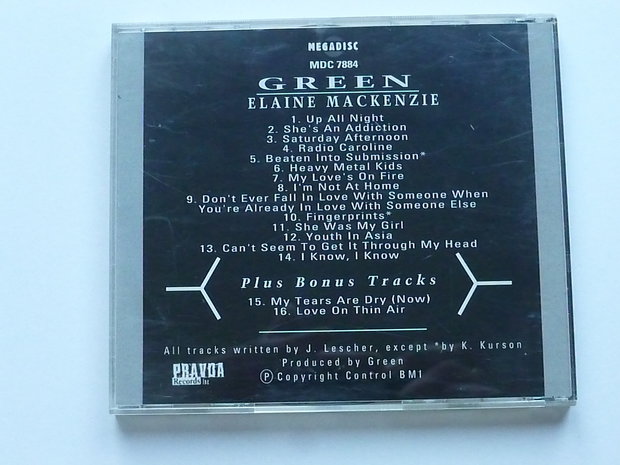 MEGADISC
MDC 7884
GREEN
ELAINE MACKENZIE
1. Up All Night
2. She's An Addiction
3. Saturday Afternoon
4. Radio Caroline
5. Beaten Into Submission*
6. Heavy Metal Kids
7. My Love's On Fire
8. I'm Not At Home
9. Don't Ever Fall In Love With Someone When
You're Already In Love With Someone Else
10. Fingerprints*
11. She Was My Girl
12. Youth In Asia
13. Can't Seem To Get It Through My Head
14. I Know, I Know
Plus Bonus Tracks
15. My Tears Are Dry (Now)
16. Love On Thin Air
All tracks written by J. Lescher, except *by K. Kurson
Produced by Green
Ⓟ Copyright Control BM1
PRAVDA
Records Inc